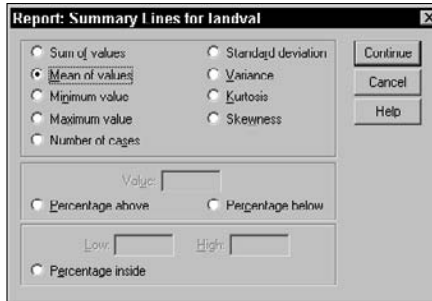 Report: Summary Lines for landval
Sum of values
Standard deviation
Continue
Mean of values
Variance
Cancel
Minimum value
Kurtosis
Help
Maximum value
Skewness
Number of cases
Value:
Percentage above
Percentage below
Low:
High:
Percentage inside